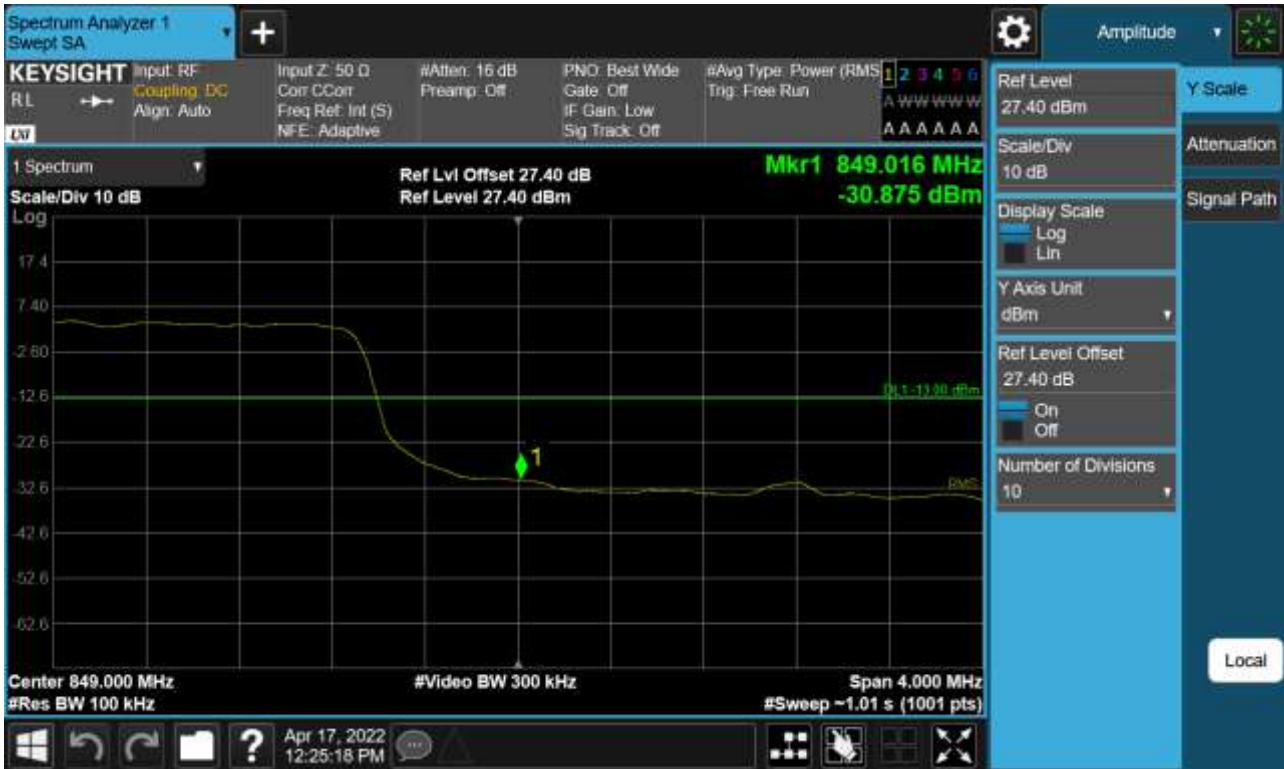 Spectrum Analyzer 1
Swept SA
+
Amplitude
KEYSIGHT
RL
LXI
Input: RF
Coupling: DC
Align: Auto
Input Z: 50 Ω
Corr CCorr
Freq Ref: Int (S)
NFE: Adaptive
#Atten: 16 dB
Preamp: Off
PNO: Best Wide
Gate: Off
IF Gain: Low
Sig Track: Off
#Avg Type: Power (RMS
Trig: Free Run
1 2 3 4 5 6
A W W W W W
A A A A A A
1 Spectrum
Scale/Div 10 dB
Ref Lvl Offset 27.40 dB
Ref Level 27.40 dBm
Mkr1 849.016 MHz
-30.875 dBm
Log
17.4
7.40
-2.60
-12.6
-22.6
-32.6
-42.6
-52.6
-62.6
DL1 -13.00 dBm
1
RMS
Center 849.000 MHz
#Res BW 100 kHz
#Video BW 300 kHz
Span 4.000 MHz
#Sweep ~1.01 s (1001 pts)
Ref Level
27.40 dBm
Scale/Div
10 dB
Display Scale
Log
Lin
Y Axis Unit
dBm
Ref Level Offset
27.40 dB
On
Off
Number of Divisions
10
Y Scale
Attenuation
Signal Path
Local
?
Apr 17, 2022
12:25:18 PM